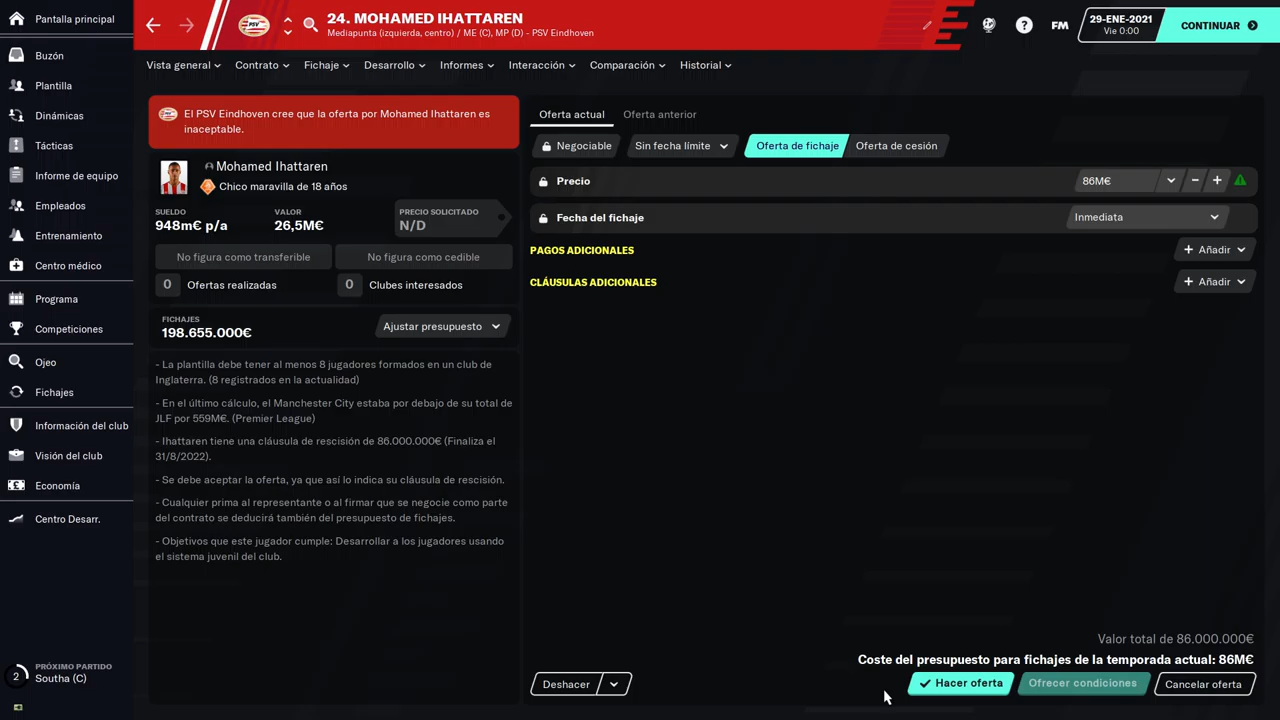 Pantalla principal
Buzón
Plantilla
Dinámicas
Tácticas
Informe de equipo
Empleados
Entrenamiento
Centro médico
Programa
Competiciones
Ojeo
Fichajes
Información del club
Visión del club
Economía
Centro Desarr.
2
PRÓXIMO PARTIDO
Southa (C)
PSV
24. MOHAMED IHATTAREN
Mediapunta (izquierda, centro) / ME (C), MP (D) - PSV Eindhoven
FM
29-ENE-2021
Vie 0:00
CONTINUAR
Vista general
Contrato
Fichaje
Desarrollo
Informes
Interacción
Comparación
Historial
El PSV Eindhoven cree que la oferta por Mohamed Ihattaren es
inaceptable.
Mohamed Ihattaren
Chico maravilla de 18 años
SUELDO
948m€ p/a
VALOR
26,5M€
PRECIO SOLICITADO
N/D
No figura como transferible
No figura como cedible
0 Ofertas realizadas
0 Clubes interesados
FICHAJES
198.655.000€
Ajustar presupuesto
- La plantilla debe tener al menos 8 jugadores formados en un club de
Inglaterra. (8 registrados en la actualidad)
- En el último cálculo, el Manchester City estaba por debajo de su total de
JLF por 559M€. (Premier League)
- Ihattaren tiene una cláusula de rescisión de 86.000.000€ (Finaliza el
31/8/2022).
- Se debe aceptar la oferta, ya que así lo indica su cláusula de rescisión.
- Cualquier prima al representante o al firmar que se negocie como parte
del contrato se deducirá también del presupuesto de fichajes.
- Objetivos que este jugador cumple: Desarrollar a los jugadores usando
el sistema juvenil del club.
Oferta actual
Oferta anterior
Negociable
Sin fecha límite
Oferta de fichaje
Oferta de cesión
Precio
86M€
Fecha del fichaje
Inmediata
PAGOS ADICIONALES
Añadir
CLÁUSULAS ADICIONALES
Añadir
Valor total de 86.000.000€
Coste del presupuesto para fichajes de la temporada actual: 86M€
Deshacer
Hacer oferta
Ofrecer condiciones
Cancelar oferta